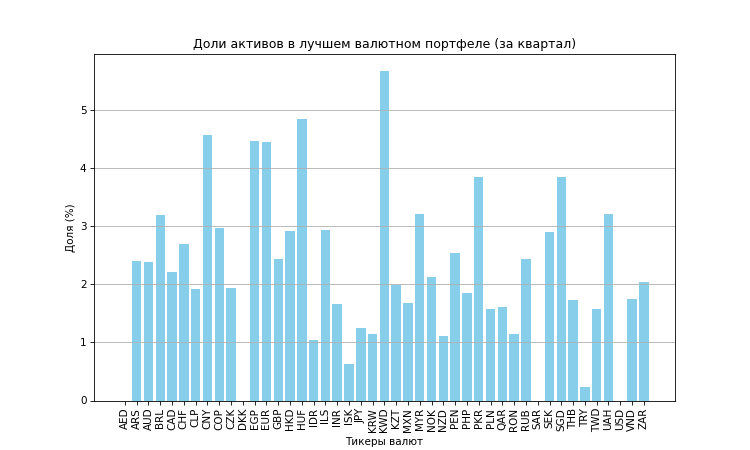 Доли активов в лучшем валютном портфеле (за квартал)
Доля (%)
5
4
3
2
1
0
AED ARS AUD BRL CAD CHF CLP CNY COP CZK DKK EGP EUR GBP HKD HUF IDR ILS INR ISK JPY KRW KWD KZT MXN MYR NOK NZD PEN PHP PKR PLN QAR RON RUB SAR SEK SGD THB TRY TWD UAH USD VND ZAR
Тикеры валют